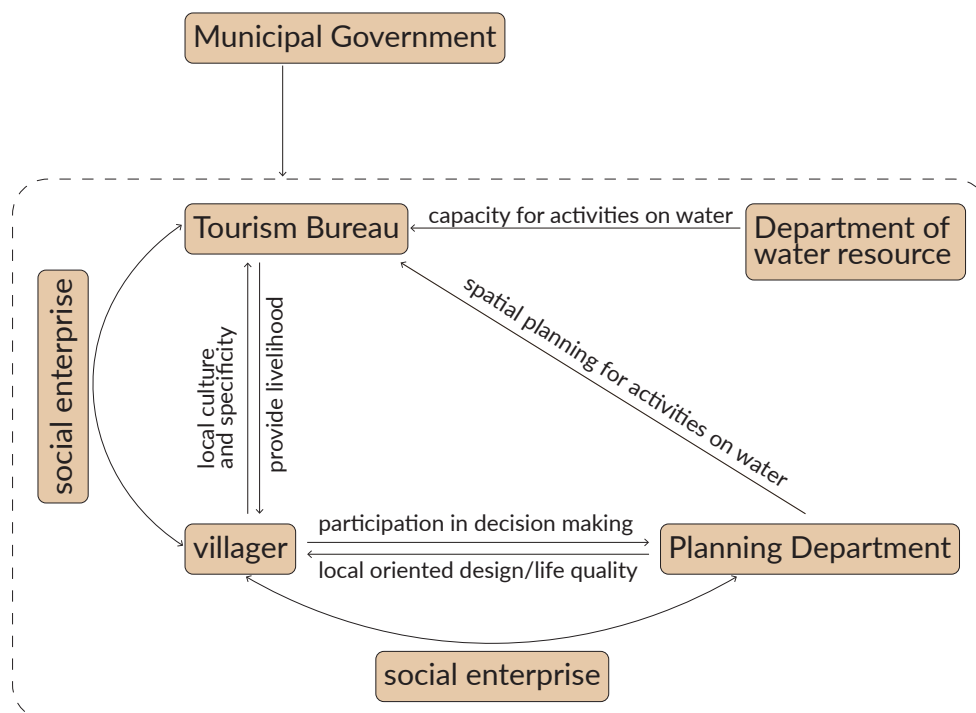 Municipal Government
Tourism Bureau
capacity for activities on water
Department of
water resource
social enterprise
local culture
and specificity
provide livelihood
spatial planning for activities on water
villager
participation in decision making
local oriented design/life quality
Planning Department
social enterprise